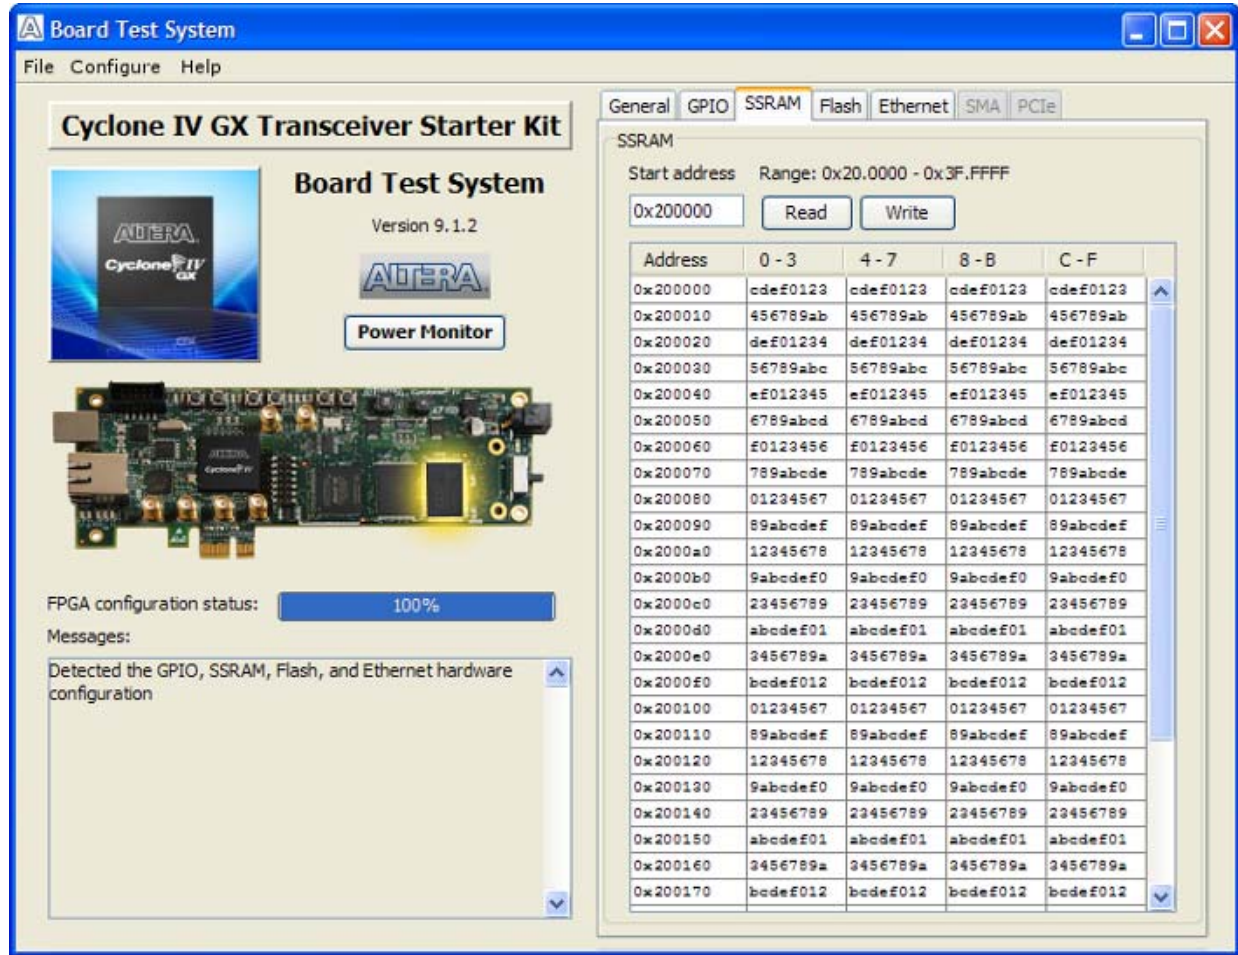 Board Test System
File Configure Help
Cyclone IV GX Transceiver Starter Kit
ALTERA
Cyclone IV
GX
Board Test System
Version 9.1.2
ALTERA
Power Monitor
FPGA configuration status: 100%
Messages:
Detected the GPIO, SSRAM, Flash, and Ethernet hardware
configuration
General GPIO SSRAM Flash Ethernet SMA PCIe
SSRAM
Start address Range: 0x20.0000 - 0x3F.FFFF
0x200000 Read Write
Address 0 - 3 4 - 7 8 - B C - F
0x200000 cdef0123 cdef0123 cdef0123 cdef0123
0x200010 456789ab 456789ab 456789ab 456789ab
0x200020 def01234 def01234 def01234 def01234
0x200030 56789abc 56789abc 56789abc 56789abc
0x200040 ef012345 ef012345 ef012345 ef012345
0x200050 6789abcd 6789abcd 6789abcd 6789abcd
0x200060 f0123456 f0123456 f0123456 f0123456
0x200070 789abcde 789abcde 789abcde 789abcde
0x200080 01234567 01234567 01234567 01234567
0x200090 89abcdef 89abcdef 89abcdef 89abcdef
0x2000a0 12345678 12345678 12345678 12345678
0x2000b0 9abcdef0 9abcdef0 9abcdef0 9abcdef0
0x2000c0 23456789 23456789 23456789 23456789
0x2000d0 abcdef01 abcdef01 abcdef01 abcdef01
0x2000e0 3456789a 3456789a 3456789a 3456789a
0x2000f0 bcdef012 bcdef012 bcdef012 bcdef012
0x200100 01234567 01234567 01234567 01234567
0x200110 89abcdef 89abcdef 89abcdef 89abcdef
0x200120 12345678 12345678 12345678 12345678
0x200130 9abcdef0 9abcdef0 9abcdef0 9abcdef0
0x200140 23456789 23456789 23456789 23456789
0x200150 abcdef01 abcdef01 abcdef01 abcdef01
0x200160 3456789a 3456789a 3456789a 3456789a
0x200170 bcdef012 bcdef012 bcdef012 bcdef012